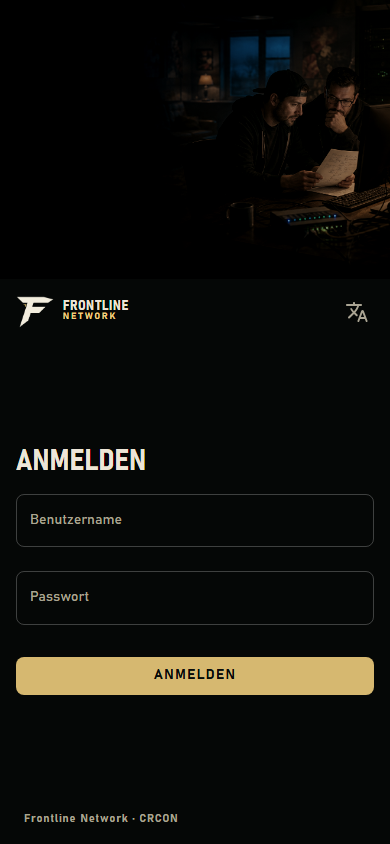 FRONTLINE
NETWORK
ANMELDEN
Benutzername
Passwort
ANMELDEN
Frontline Network · CRCON